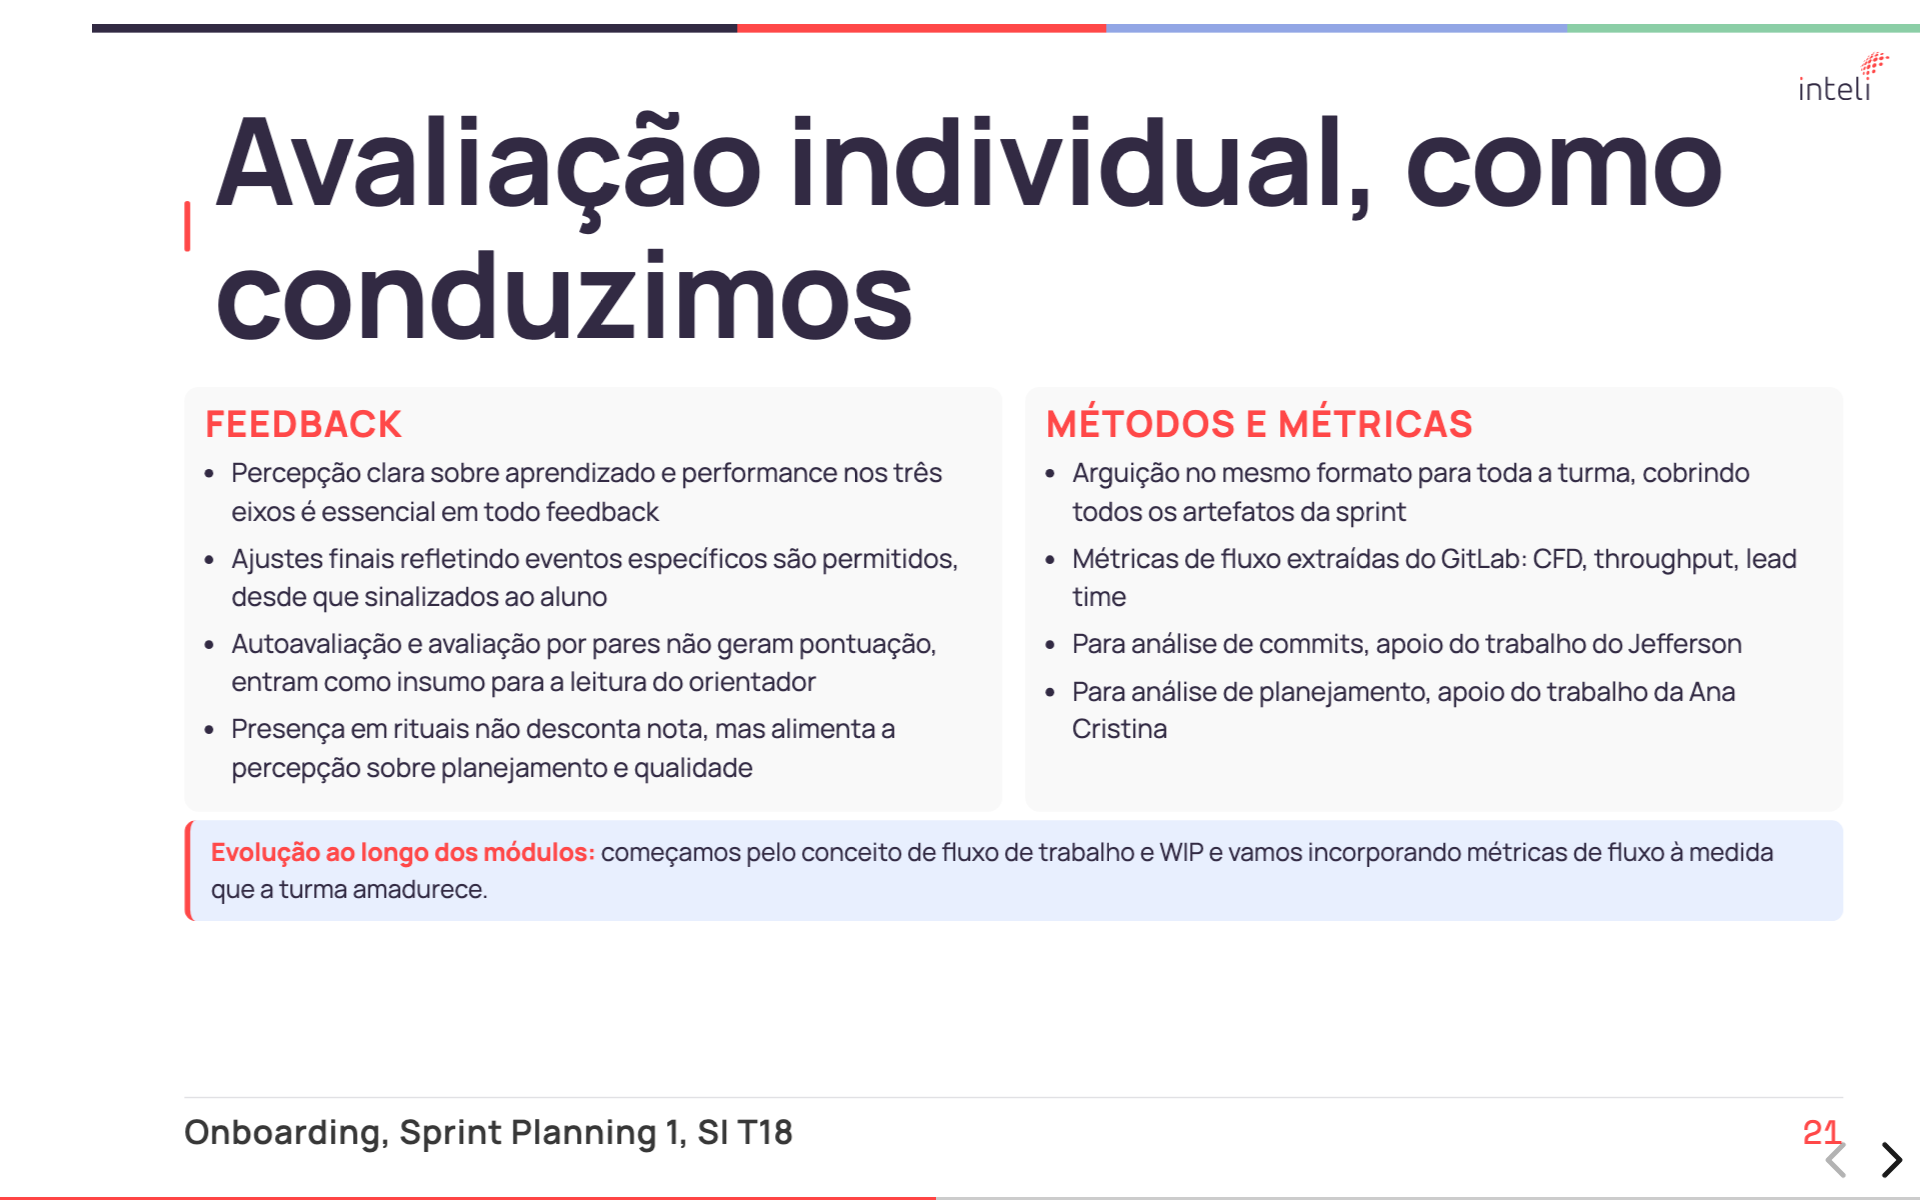 inteli
Avaliação individual, como
conduzimos
FEEDBACK
• Percepção clara sobre aprendizado e performance nos três
eixos é essencial em todo feedback
• Ajustes finais refletindo eventos específicos são permitidos,
desde que sinalizados ao aluno
• Autoavaliação e avaliação por pares não geram pontuação,
entram como insumo para a leitura do orientador
• Presença em rituais não desconta nota, mas alimenta a
percepção sobre planejamento e qualidade
MÉTODOS E MÉTRICAS
• Arguição no mesmo formato para toda a turma, cobrindo
todos os artefatos da sprint
• Métricas de fluxo extraídas do GitLab: CFD, throughput, lead
time
• Para análise de commits, apoio do trabalho do Jefferson
• Para análise de planejamento, apoio do trabalho da Ana
Cristina
Evolução ao longo dos módulos: começamos pelo conceito de fluxo de trabalho e WIP e vamos incorporando métricas de fluxo à medida
que a turma amadurece.
Onboarding, Sprint Planning 1, SI T18
21